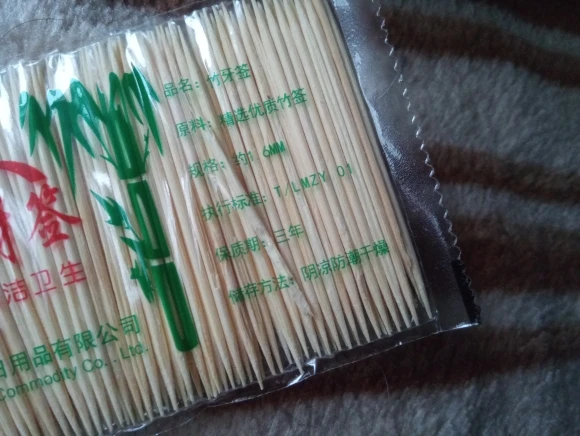 品名：竹牙签
原料：精选优质竹签
规格：约1.6MM
执行标准：T/LMZY 01
保质期：三年
储存方法：阴凉防潮干燥
签
洁卫生
用品有限公司
Commodity Co., Ltd.